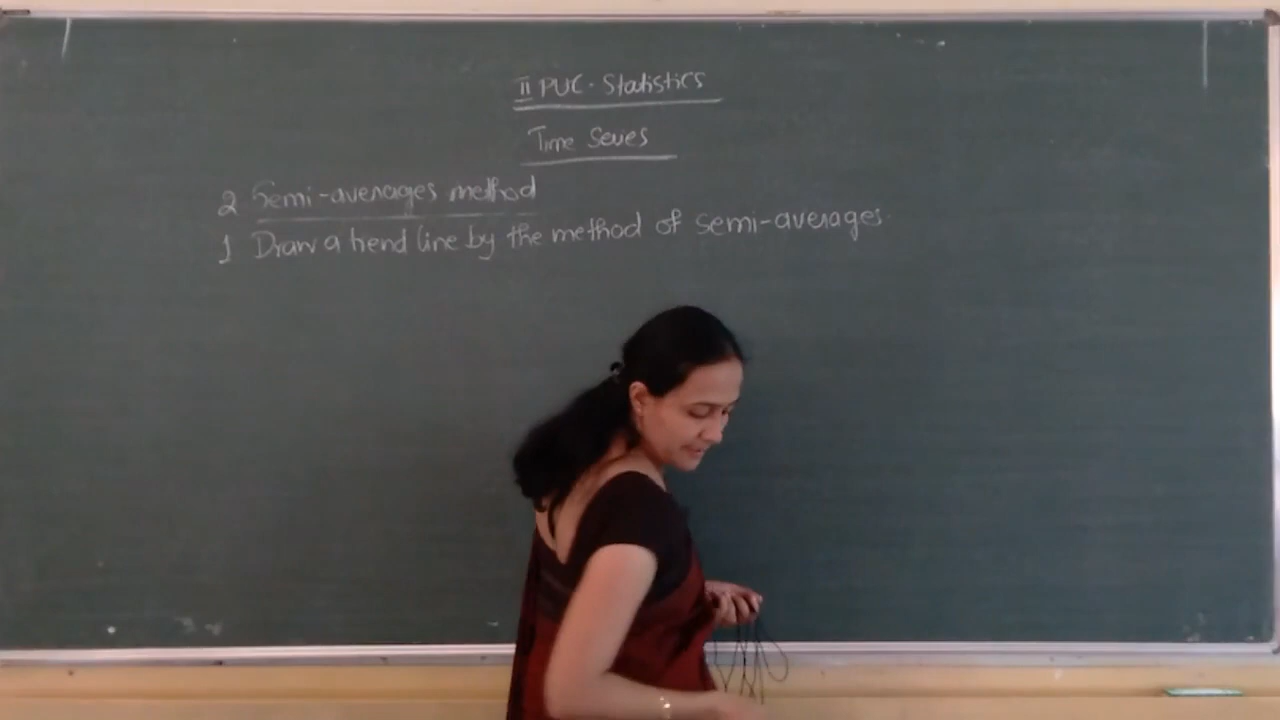 II PUC. Statistics
Time Series
2 Semi-averages method
1 Draw a trend line by the method of semi-averages.